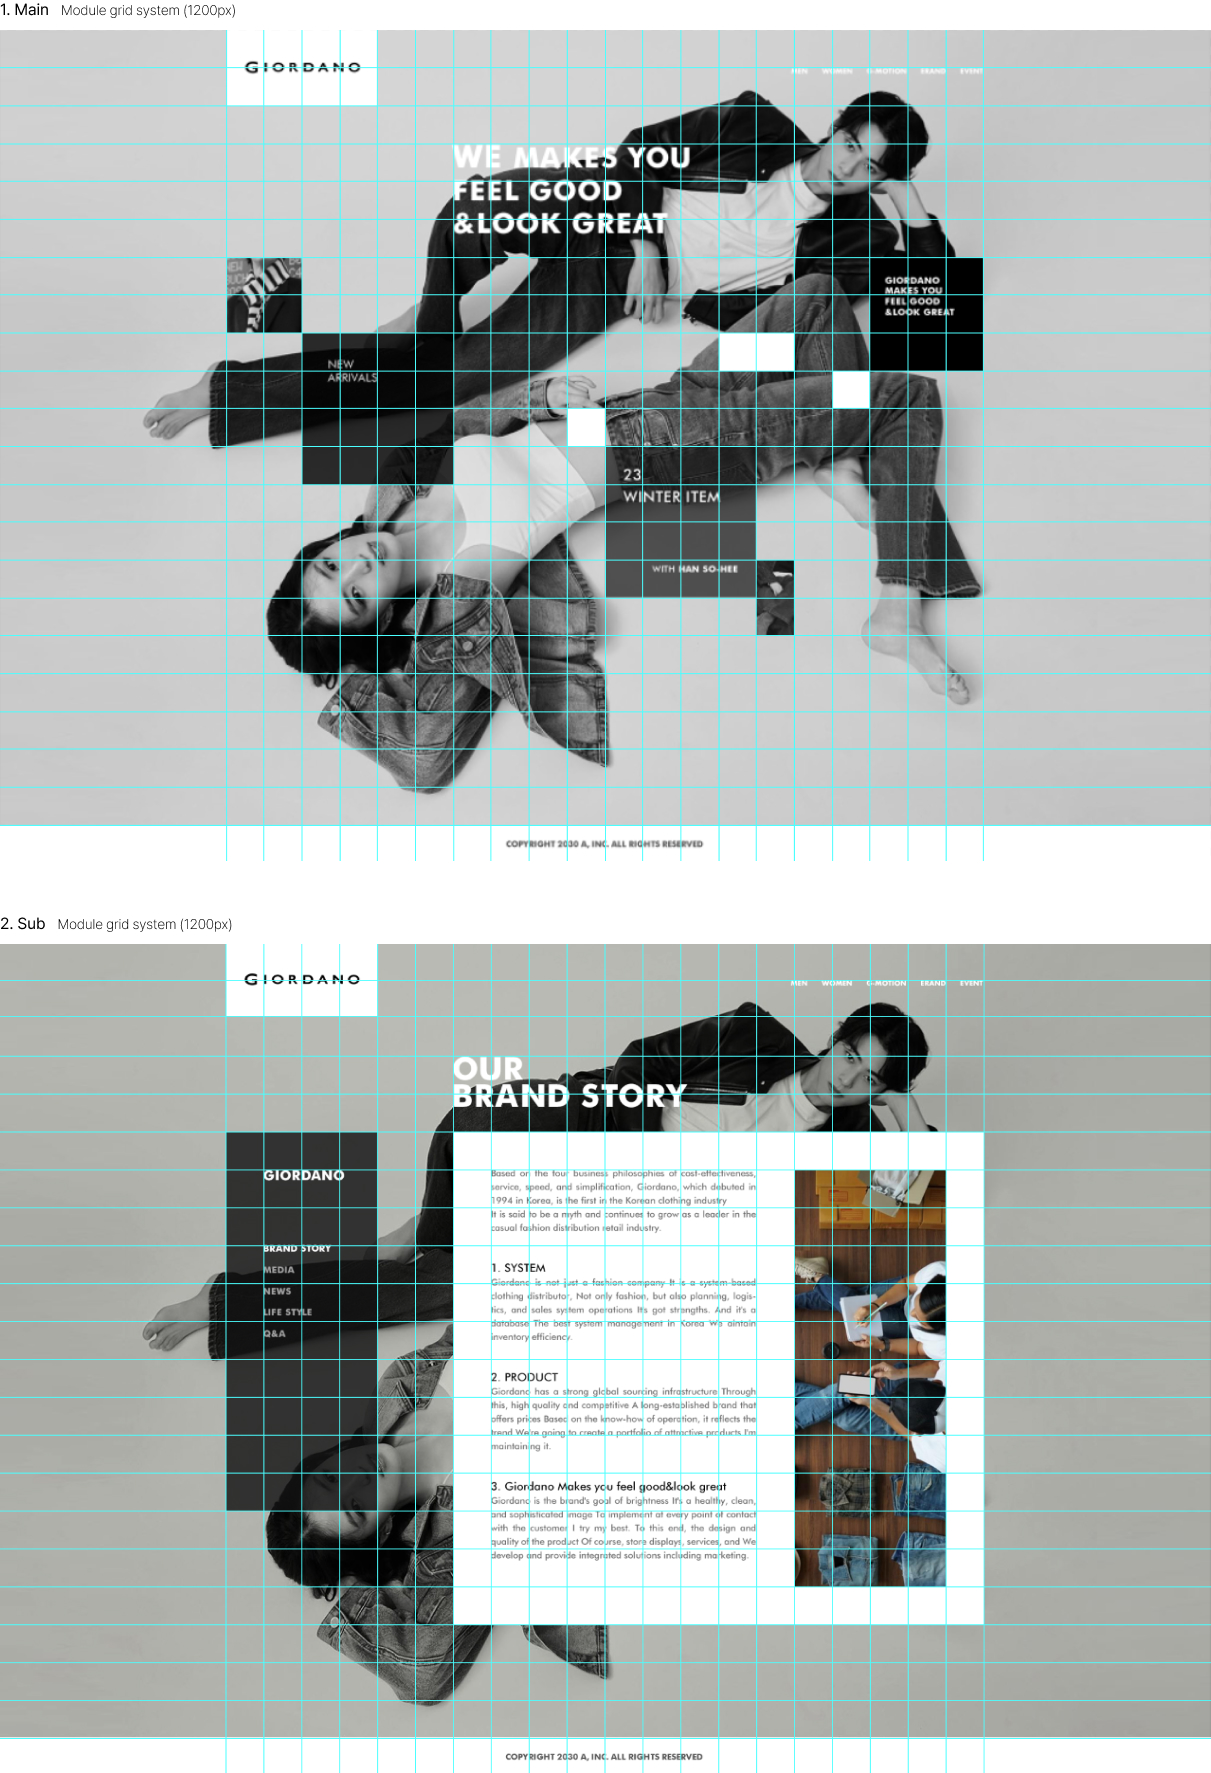 1. Main Module grid system (1200px)
GIORDANO
MEN WOMEN G-MOTION BRAND EVENT
WE MAKES YOU
FEEL GOOD
&LOOK GREAT
GIORDANO
MAKES YOU
FEEL GOOD
&LOOK GREAT
NEW
ARRIVALS
23
WINTER ITEM
WITH HAN SO-HEE
COPYRIGHT 2030 A, INC. ALL RIGHTS RESERVED
2. Sub Module grid system (1200px)
GIORDANO
MEN WOMEN G-MOTION BRAND EVENT
OUR
BRAND STORY
GIORDANO
BRAND STORY
MEDIA
NEWS
LIFE STYLE
Q&A
Based on the four business philosophies of cost-effectiveness,
service, speed, and simplification, Giordano, which debuted in
1994 in Korea, is the first in the Korean clothing industry
It is said to be a myth and continues to grow as a leader in the
casual fashion distribution retail industry.
1. SYSTEM
Giordano is not just a fashion company It is a system-based
clothing distributor, Not only fashion, but also planning, logis-
tics, and sales system operations It's got strengths. And it's a
database The best system management in Korea We aintain
inventory efficiency.
2. PRODUCT
Giordano has a strong global sourcing infrastructure Through
this, high quality and competitive A long-established brand that
offers prices Based on the know-how of operation, it reflects the
trend We're going to create a portfolio of attractive products I'm
maintaining it.
3. Giordano Makes you feel good&look great
Giordano is the brand's goal of brightness It's a healthy, clean,
and sophisticated image To implement at every point of contact
with the customer I try my best. To this end, the design and
quality of the product Of course, store displays, services, and We
develop and provide integrated solutions including marketing.
COPYRIGHT 2030 A, INC. ALL RIGHTS RESERVED